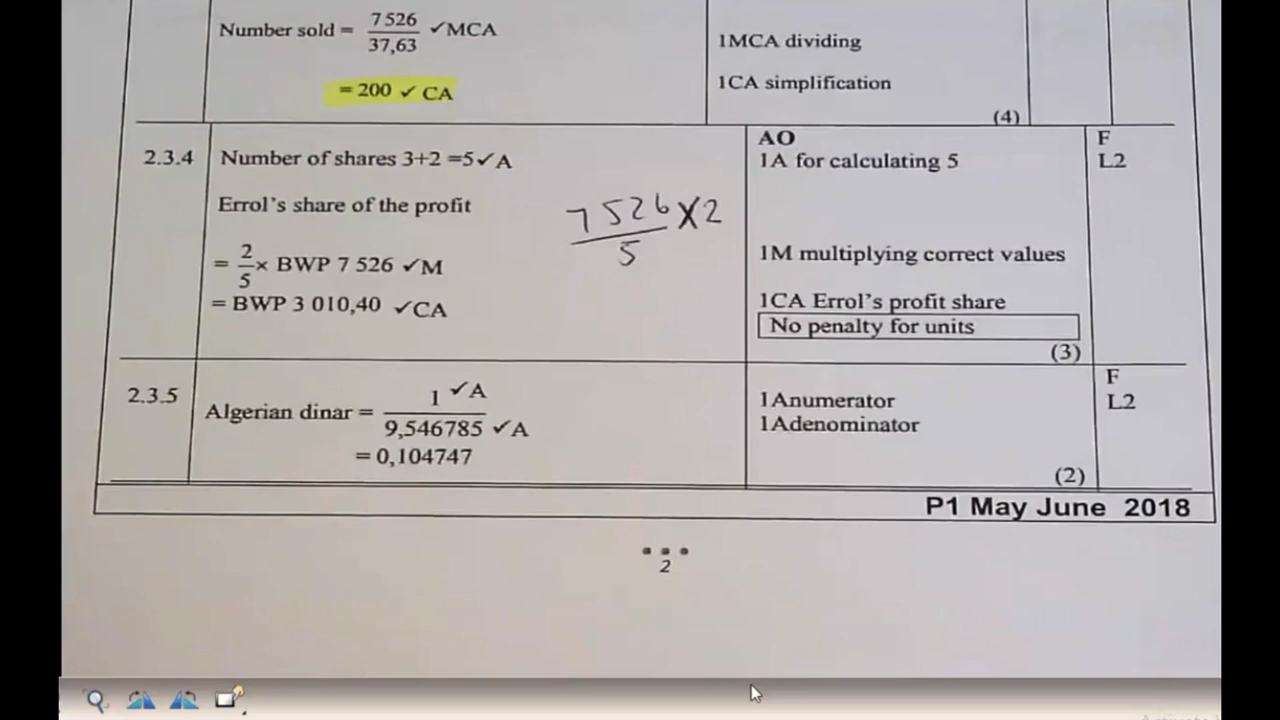 Number sold = 7 526 / 37,63 ✓MCA
1MCA dividing
= 200 ✓ CA
1CA simplification
(4)
2.3.4
Number of shares 3+2 =5✓A
AO
1A for calculating 5
F
L2
Errol's share of the profit
7 526 X 2
5
= 2/5 × BWP 7 526 ✓M
1M multiplying correct values
= BWP 3 010,40 ✓CA
1CA Errol's profit share
No penalty for units
(3)
2.3.5
Algerian dinar = 1 ✓A / 9,546785 ✓A
= 0,104747
1Anumerator
1Adenominator
F
L2
(2)
P1 May June 2018
2